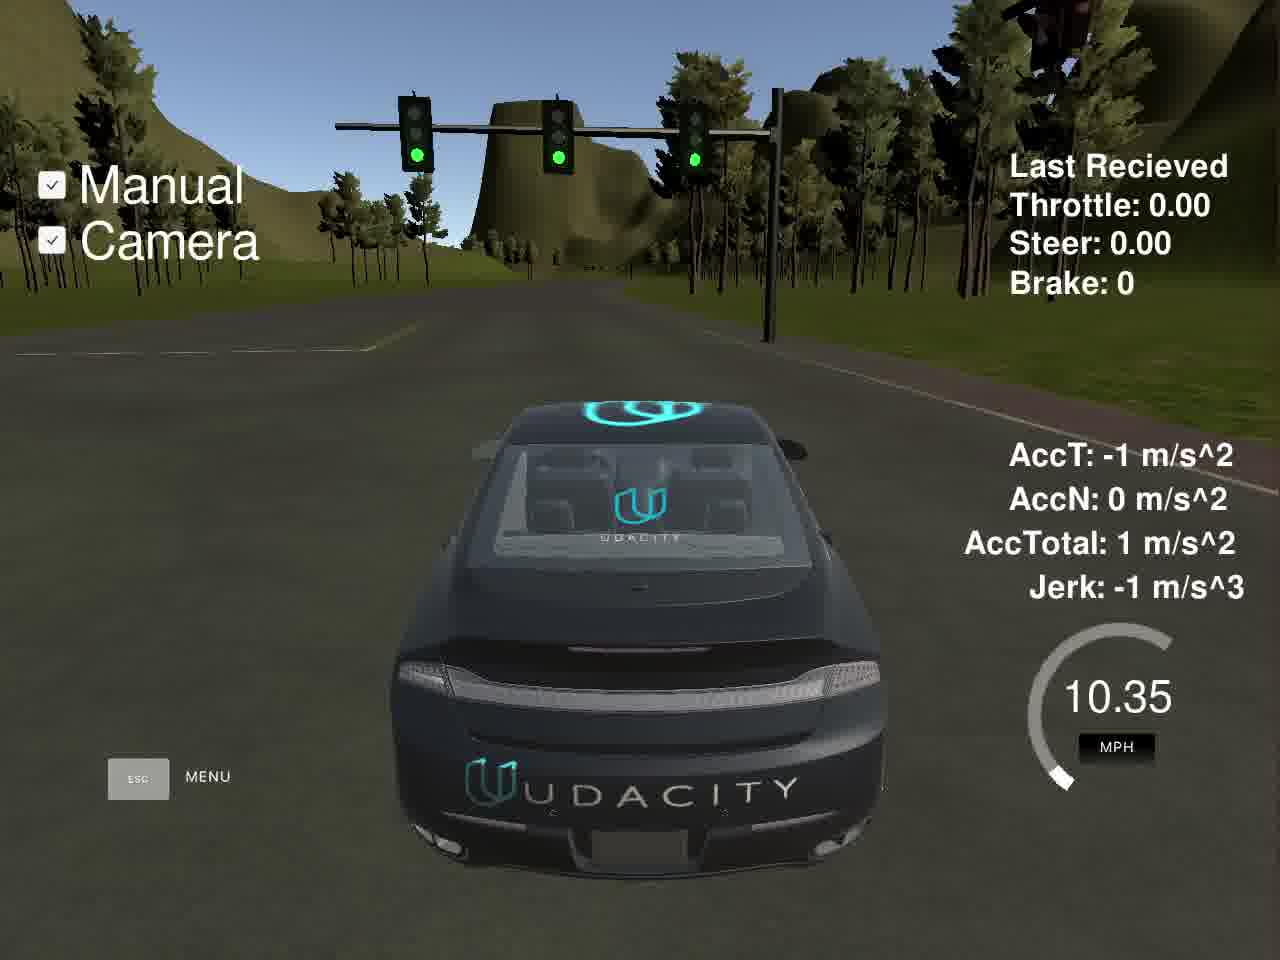 Manual
Camera
Last Recieved
Throttle: 0.00
Steer: 0.00
Brake: 0
UDACITY
AccT: -1 m/s^2
AccN: 0 m/s^2
AccTotal: 1 m/s^2
Jerk: -1 m/s^3
10.35
MPH
ESC
MENU
UDACITY